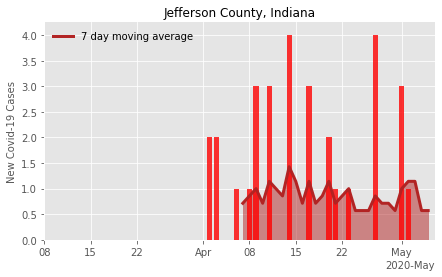 Jefferson County, Indiana
7 day moving average
New Covid-19 Cases
4.0
3.5
3.0
2.5
2.0
1.5
1.0
0.5
0.0
08 15 22 Apr 08 15 22 May
2020-May